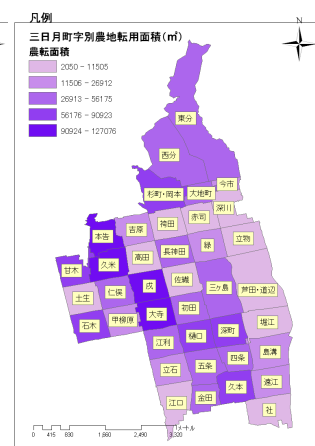 凡例
N
三日月町字別農地転用面積(㎡)
農転面積
2050 - 11505
11506 - 26912
26913 - 56175
56176 - 90923
90924 - 127076
東分
西分
杉町・岡本
大地町
今市
深川
本告
吉原
袴田
赤司
立物
甘木
久米
高田
長神田
緑
土生
仁俣
戌
佐織
三ヶ島
芦田・道辺
石木
甲柳原
大寺
初田
江利
樋口
深町
堀江
立石
五条
四条
島溝
江口
金田
久本
遠江
社
0 415 830 1,660 2,490 3,320
メートル